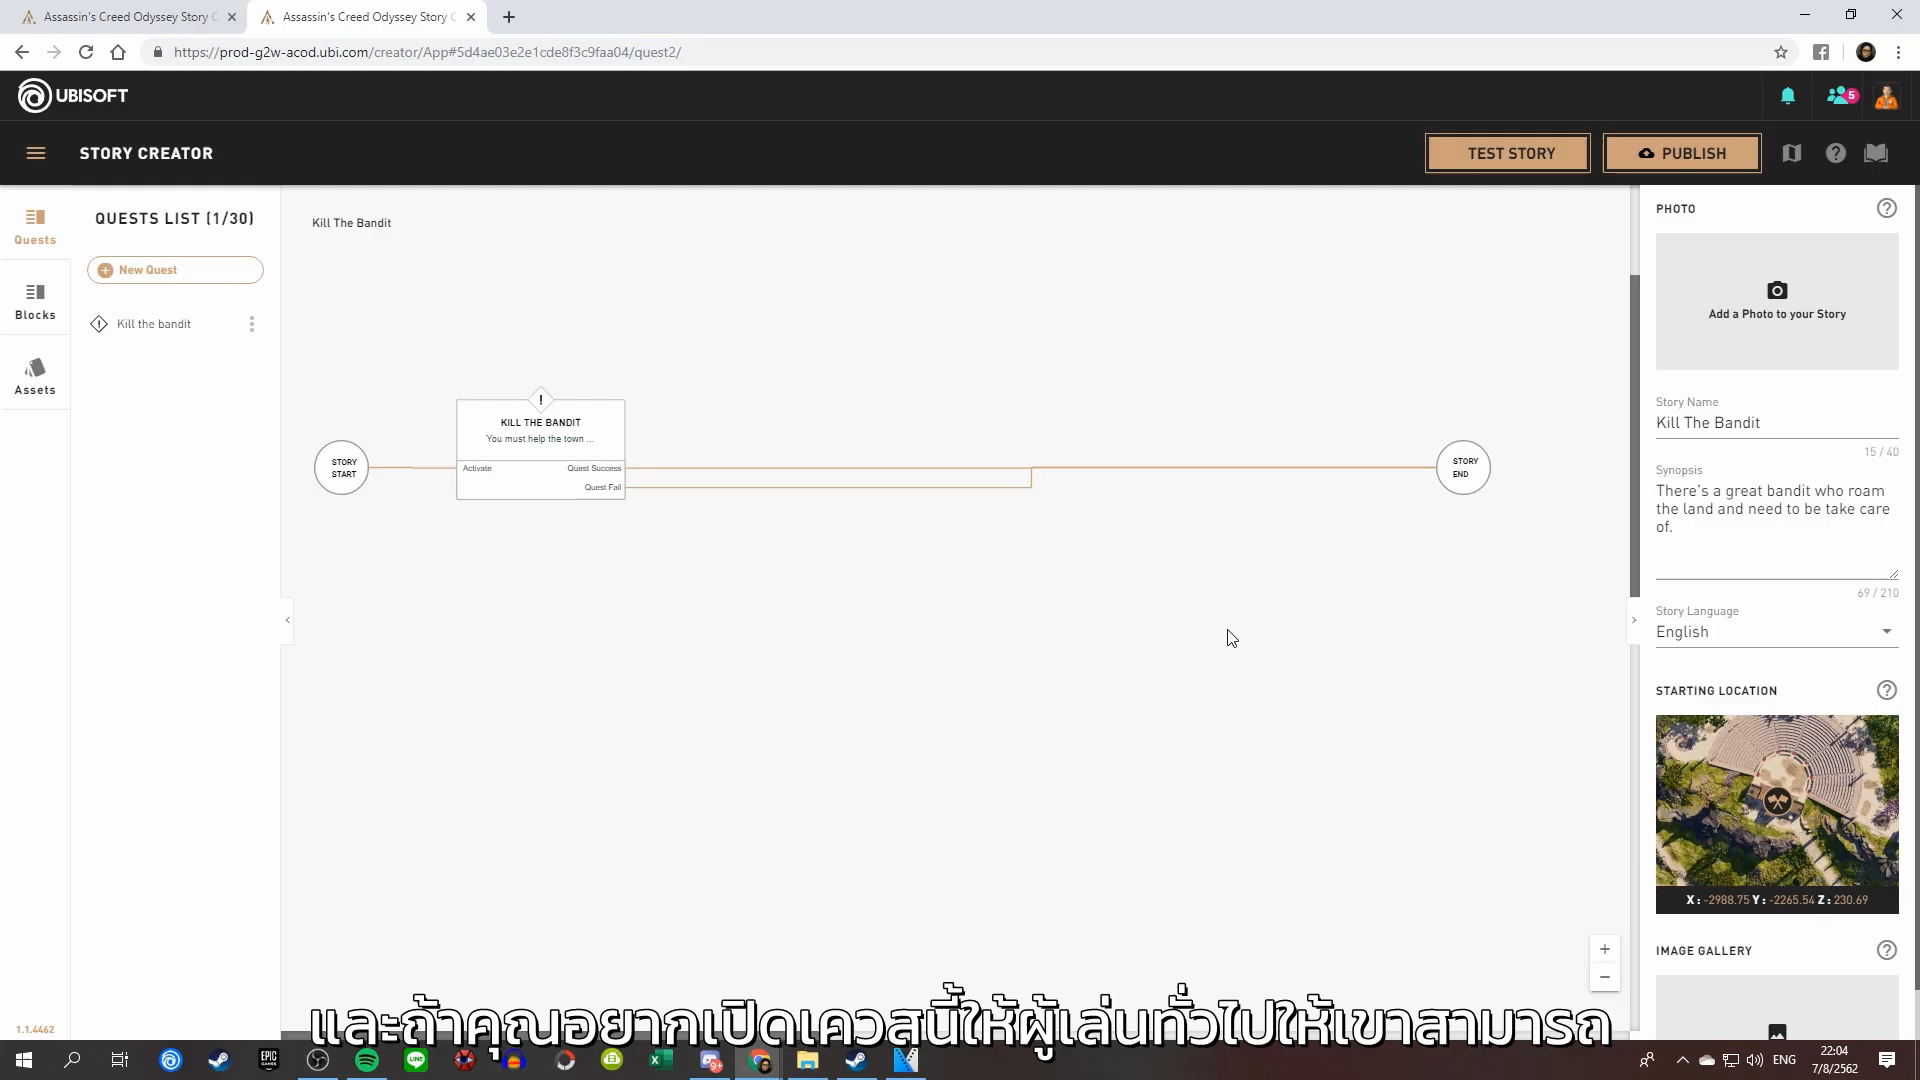 Assassin's Creed Odyssey Story C
Assassin's Creed Odyssey Story C
https://prod-g2w-acod.ubi.com/creator/App#5d4ae03e2e1cde8f3c9faa04/quest2/
UBISOFT
5
STORY CREATOR
TEST STORY
PUBLISH
Quests
Blocks
Assets
1.1.4462
QUESTS LIST (1/30)
New Quest
Kill the bandit
Kill The Bandit
STORY
START
!
KILL THE BANDIT
You must help the town ...
Activate
Quest Success
Quest Fail
STORY
END
+
−
PHOTO
Add a Photo to your Story
Story Name
Kill The Bandit
15 / 40
Synopsis
There's a great bandit who roam
the land and need to be take care
of.
69 / 210
Story Language
English
STARTING LOCATION
X : -2988.75 Y : -2265.54 Z : 230.69
IMAGE GALLERY
และถ้าคุณอยากเปิดเควสนี้ให้ผู้เล่นทั่วไปให้เขาสามารถ
EPIC
GAMES
LINE
9+
ENG
22:04
7/8/2562